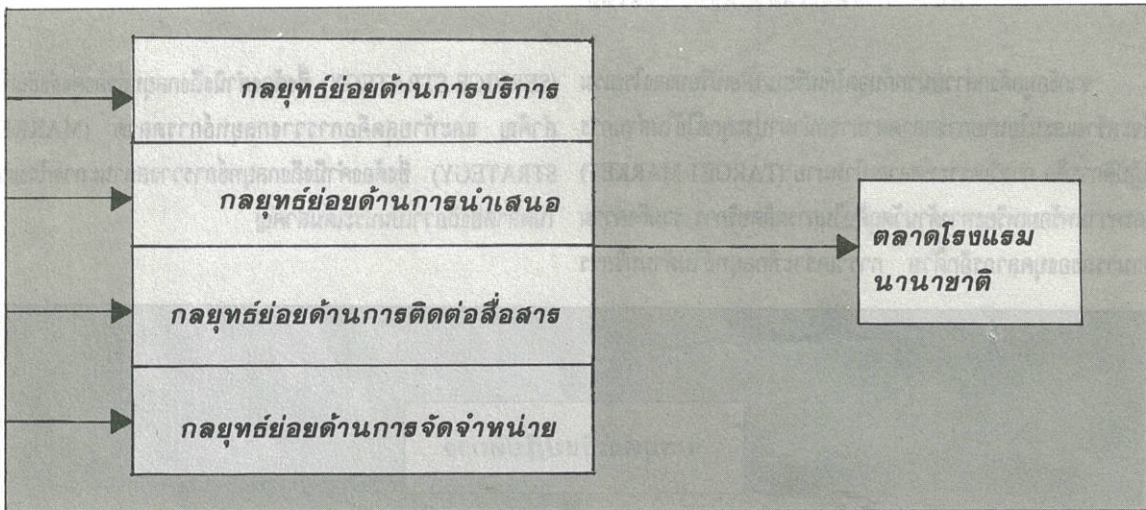 กลยุทธ์ย่อยด้านการบริการ
กลยุทธ์ย่อยด้านการนำเสนอ
กลยุทธ์ย่อยด้านการติดต่อสื่อสาร
กลยุทธ์ย่อยด้านการจัดจำหน่าย
ตลาดโรงแรม
นานาชาติ